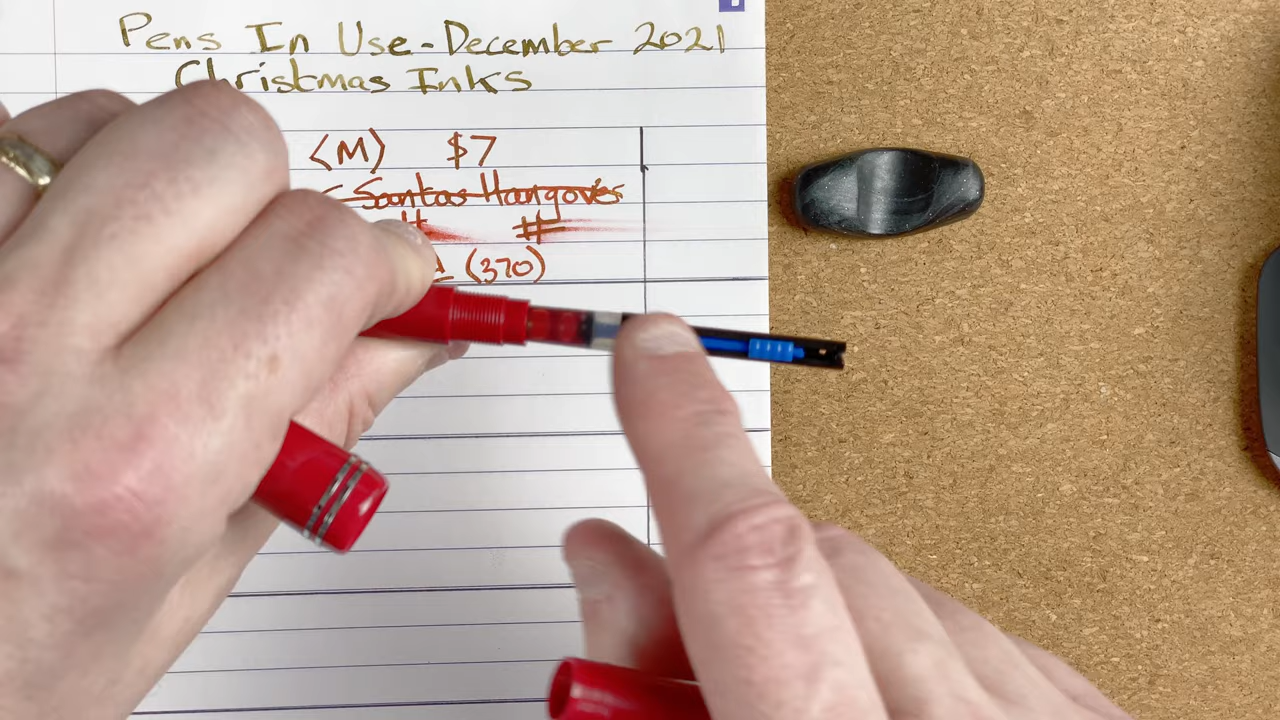 Pens In Use - December 2021
Christmas Inks
<M> $7
Santas Hangover
(370)